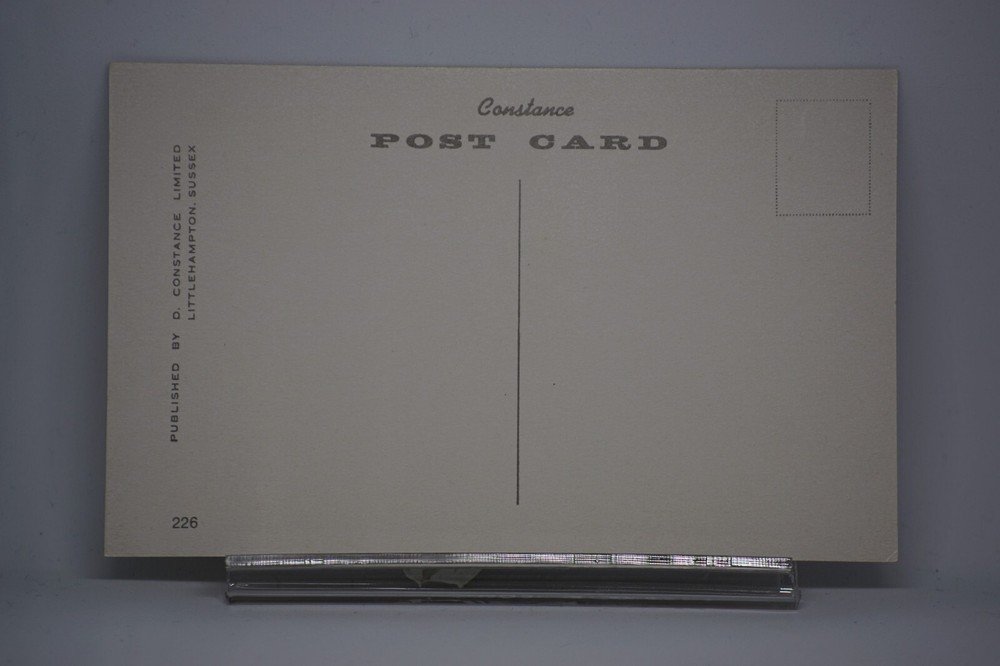 Constance
POST CARD
PUBLISHED BY D. CONSTANCE LIMITED
LITTLEHAMPTON, SUSSEX
226